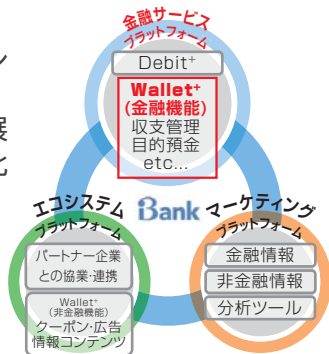 ン
展
比
金融サービス
プラットフォーム
Debit⁺
Wallet⁺
(金融機能)
収支管理
目的預金
etc...
エコシステム
プラットフォーム
パートナー企業
との協業・連携
Wallet⁺
(非金融機能)
クーポン・広告
情報コンテンツ
iBank
マーケティング
プラットフォーム
金融情報
非金融情報
分析ツール